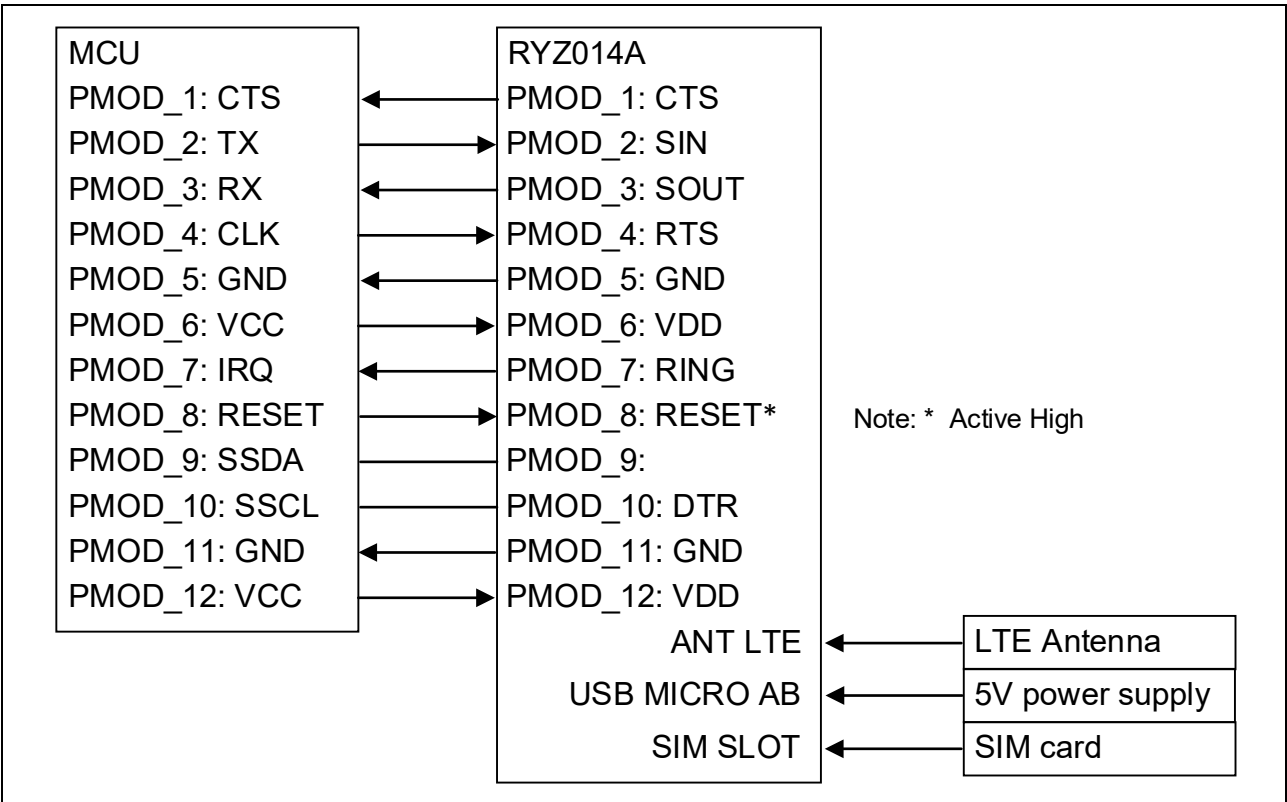 MCU
PMOD_1: CTS
PMOD_2: TX
PMOD_3: RX
PMOD_4: CLK
PMOD_5: GND
PMOD_6: VCC
PMOD_7: IRQ
PMOD_8: RESET
PMOD_9: SSDA
PMOD_10: SSCL
PMOD_11: GND
PMOD_12: VCC
RYZ014A
PMOD_1: CTS
PMOD_2: SIN
PMOD_3: SOUT
PMOD_4: RTS
PMOD_5: GND
PMOD_6: VDD
PMOD_7: RING
PMOD_8: RESET*
PMOD_9:
PMOD_10: DTR
PMOD_11: GND
PMOD_12: VDD
ANT LTE
USB MICRO AB
SIM SLOT
Note: * Active High
LTE Antenna
5V power supply
SIM card